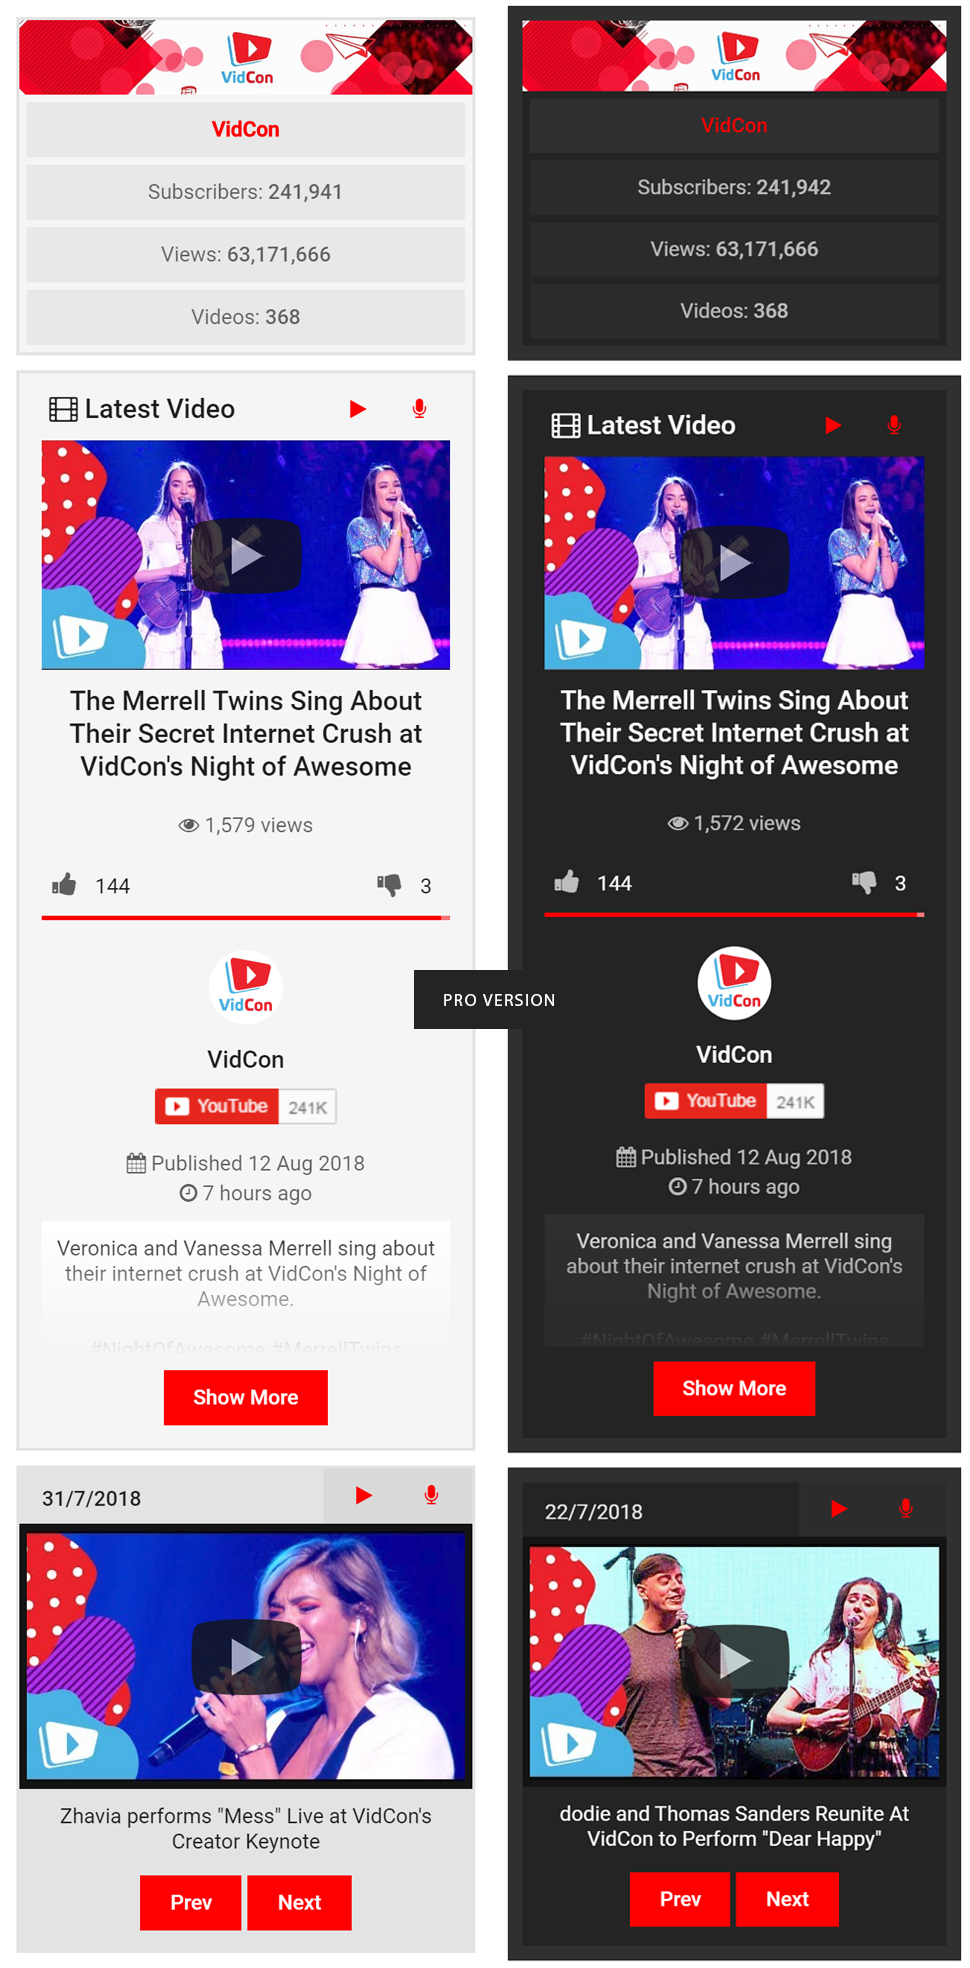 VidCon
VidCon
Subscribers: 241,941
Views: 63,171,666
Videos: 368
Latest Video
The Merrell Twins Sing About
Their Secret Internet Crush at
VidCon's Night of Awesome
1,579 views
144
3
VidCon
VidCon
YouTube
241K
Published 12 Aug 2018
7 hours ago
Veronica and Vanessa Merrell sing about
their internet crush at VidCon's Night of
Awesome.
#NightOfAwesome #MerrellTwins
Show More
31/7/2018
Zhavia performs "Mess" Live at VidCon's
Creator Keynote
Prev
Next
PRO VERSION
VidCon
VidCon
Subscribers: 241,942
Views: 63,171,666
Videos: 368
Latest Video
The Merrell Twins Sing About
Their Secret Internet Crush at
VidCon's Night of Awesome
1,572 views
144
3
VidCon
VidCon
YouTube
241K
Published 12 Aug 2018
7 hours ago
Veronica and Vanessa Merrell sing
about their internet crush at VidCon's
Night of Awesome.
#NightOfAwesome #MerrellTwins
Show More
22/7/2018
dodie and Thomas Sanders Reunite At
VidCon to Perform "Dear Happy"
Prev
Next